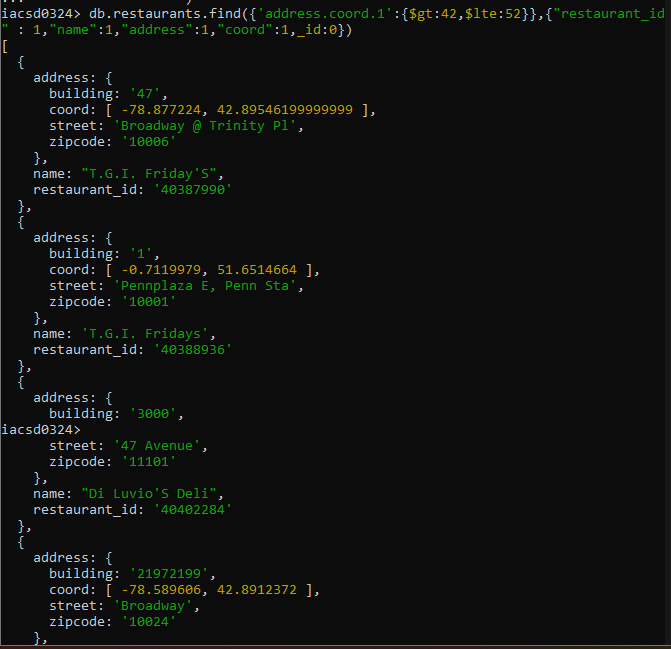 ...
iacsd0324> db.restaurants.find({'address.coord.1':{$gt:42,$lte:52}},{"restaurant_id
" : 1,"name":1,"address":1,"coord":1,_id:0})
[
  {
    address: {
      building: '47',
      coord: [ -78.877224, 42.89546199999999 ],
      street: 'Broadway @ Trinity Pl',
      zipcode: '10006'
    },
    name: "T.G.I. Friday'S",
    restaurant_id: '40387990'
  },
  {
    address: {
      building: '1',
      coord: [ -0.7119979, 51.6514664 ],
      street: 'Pennplaza E, Penn Sta',
      zipcode: '10001'
    },
    name: 'T.G.I. Fridays',
    restaurant_id: '40388936'
  },
  {
    address: {
      building: '3000',
iacsd0324>
      street: '47 Avenue',
      zipcode: '11101'
    },
    name: "Di Luvio'S Deli",
    restaurant_id: '40402284'
  },
  {
    address: {
      building: '21972199',
      coord: [ -78.589606, 42.8912372 ],
      street: 'Broadway',
      zipcode: '10024'
    },